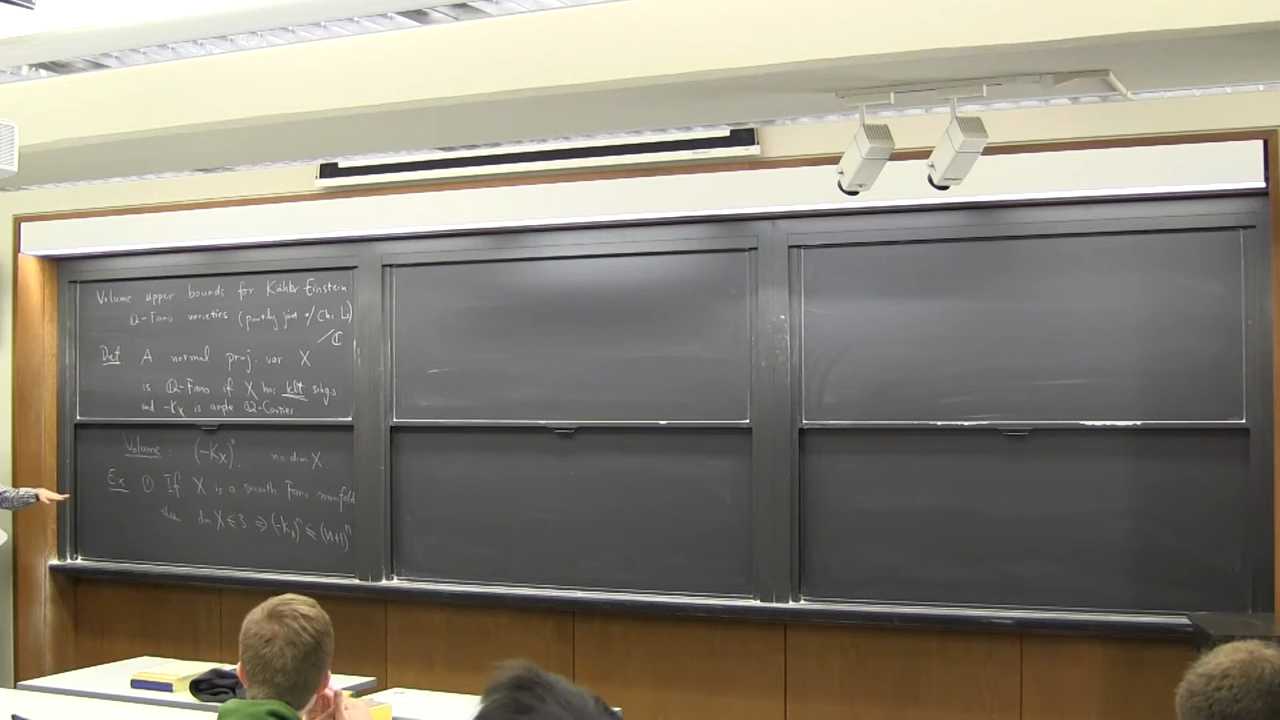 Volume upper bounds for Kähler Einstein
Q-Fano varieties (partly joint w/ Chi Li)
/ℂ
Def A normal proj. var. X
is Q-Fano if X has klt sing.s
and -K_X is ample Q-Cartier
Volume: (-K_X)^n. n = dim X.
Ex ① If X is a smooth Fano manifold
then dim X ≤ 3 ⇒ (-K_X)^n ≤ (n+1)^n